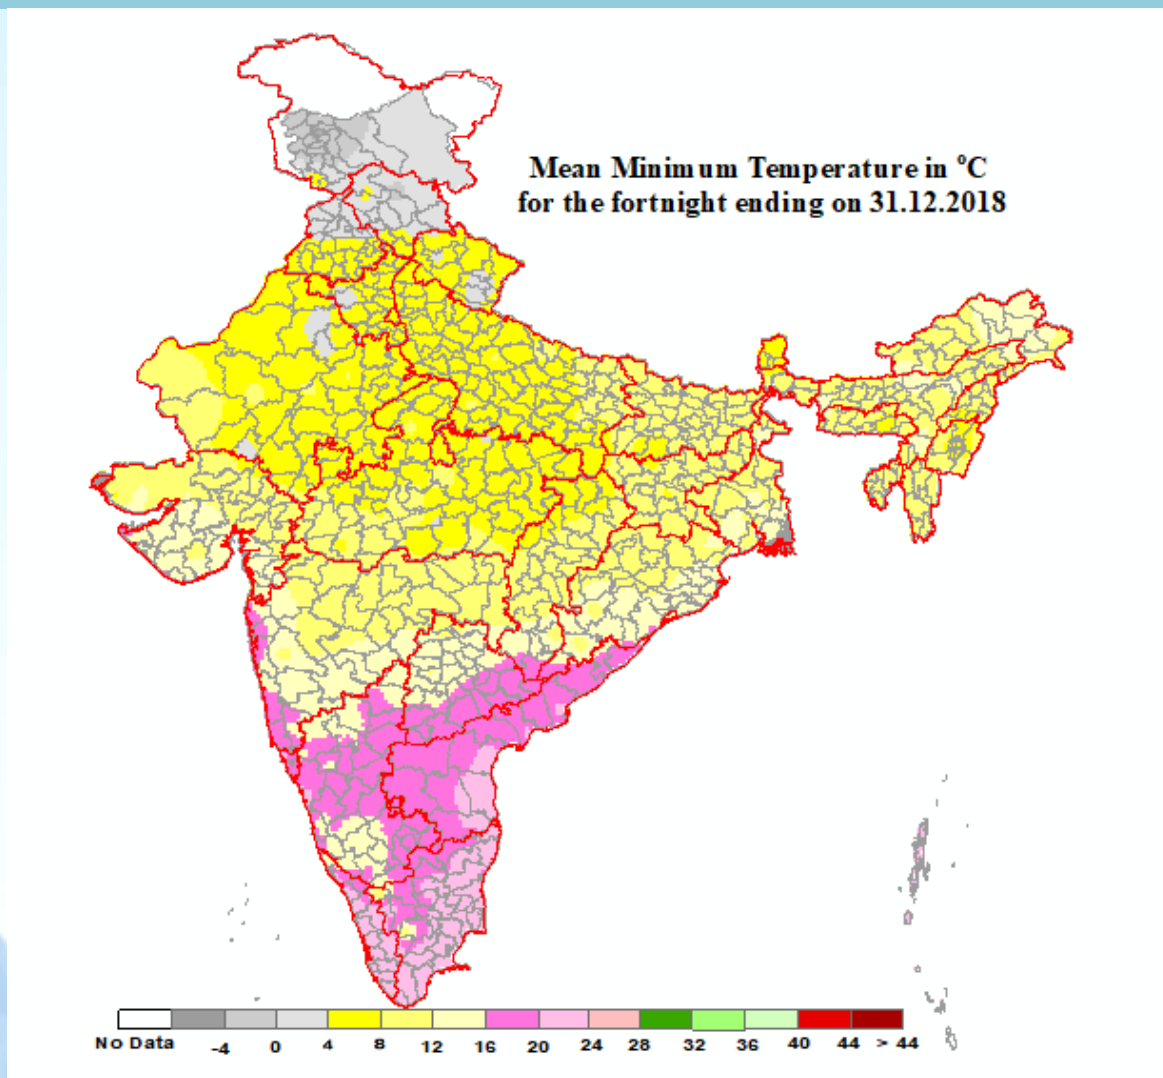 Mean Minimum Temperature in °C
for the fortnight ending on 31.12.2018
No Data -4 0 4 8 12 16 20 24 28 32 36 40 44 > 44